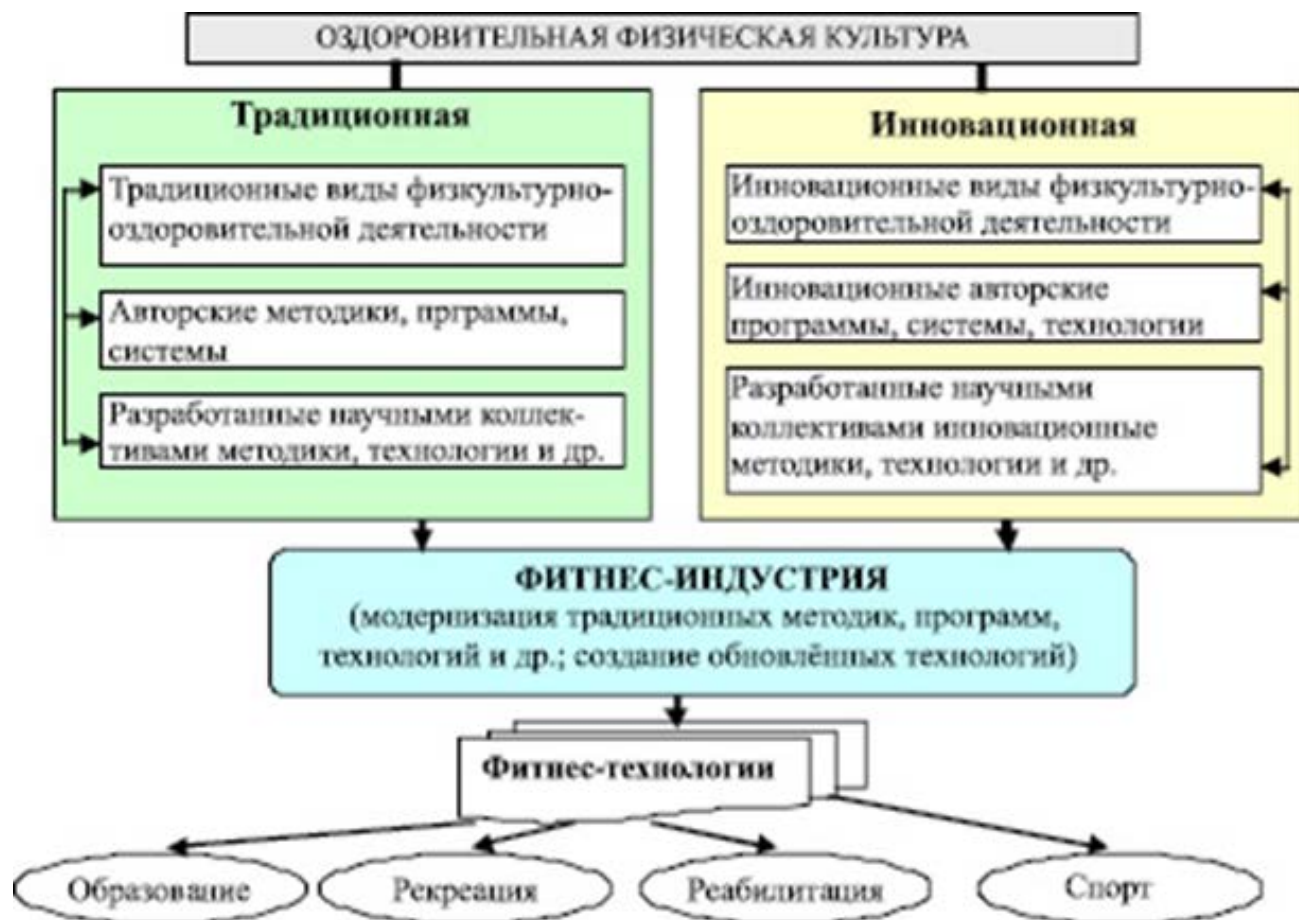 ОЗДОРОВИТЕЛЬНАЯ ФИЗИЧЕСКАЯ КУЛЬТУРА
Традиционная
Традиционные виды физкультурно-
оздоровительной деятельности
Авторские методики, прграммы,
системы
Разработанные научными коллек-
тивами методики, технологии и др.
Инновационная
Инновационные виды физкультурно-
оздоровительной деятельности
Инновационные авторские
программы, системы, технологии
Разработанные научными
коллективами инновационные
методики, технологии и др.
ФИТНЕС-ИНДУСТРИЯ
(модернизация традиционных методик, программ,
технологий и др.; создание обновлённых технологий)
Фитнес-технологии
Образование
Рекреация
Реабилитация
Спорт